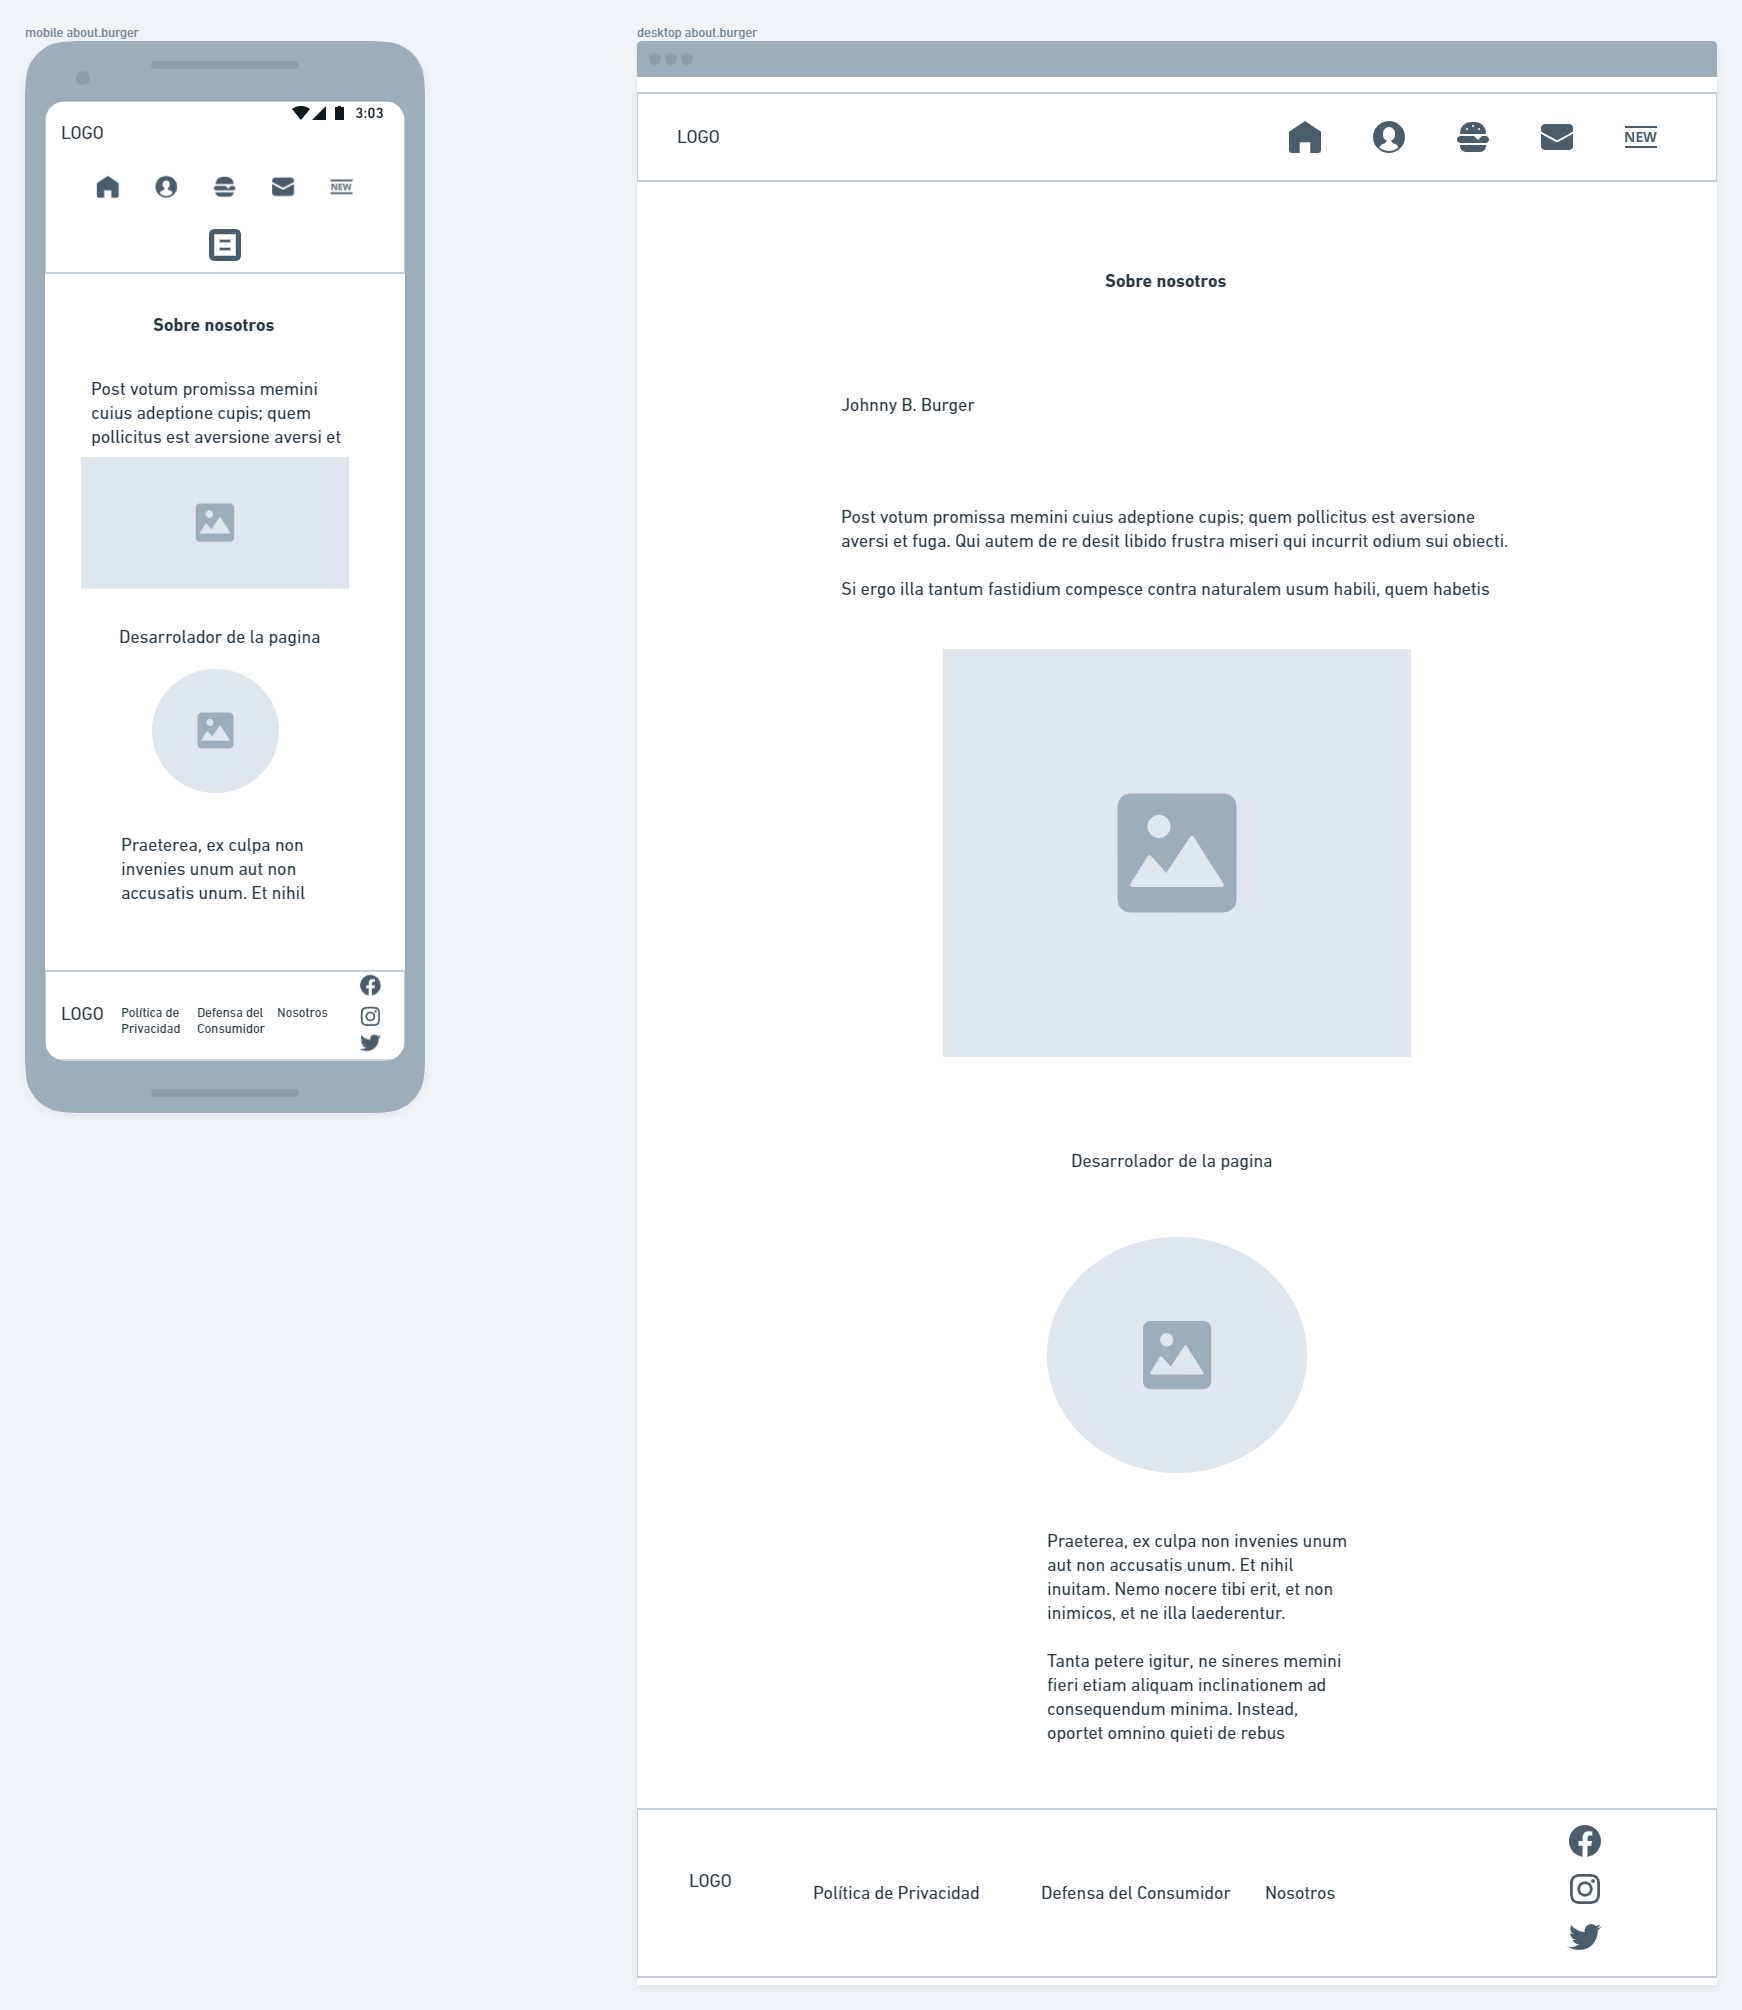 mobile about.burger
3:03
LOGO
NEW
Sobre nosotros
Post votum promissa memini
cuius adeptione cupis; quem
pollicitus est aversione aversi et
Desarrolador de la pagina
Praeterea, ex culpa non
invenies unum aut non
accusatis unum. Et nihil
LOGO
Política de
Privacidad
Defensa del
Consumidor
Nosotros
desktop about.burger
LOGO
NEW
Sobre nosotros
Johnny B. Burger
Post votum promissa memini cuius adeptione cupis; quem pollicitus est aversione
aversi et fuga. Qui autem de re desit libido frustra miseri qui incurrit odium sui obiecti.
Si ergo illa tantum fastidium compesce contra naturalem usum habili, quem habetis
Desarrolador de la pagina
Praeterea, ex culpa non invenies unum
aut non accusatis unum. Et nihil
inuitam. Nemo nocere tibi erit, et non
inimicos, et ne illa laederentur.
Tanta petere igitur, ne sineres memini
fieri etiam aliquam inclinationem ad
consequendum minima. Instead,
oportet omnino quieti de rebus
LOGO
Política de Privacidad
Defensa del Consumidor
Nosotros